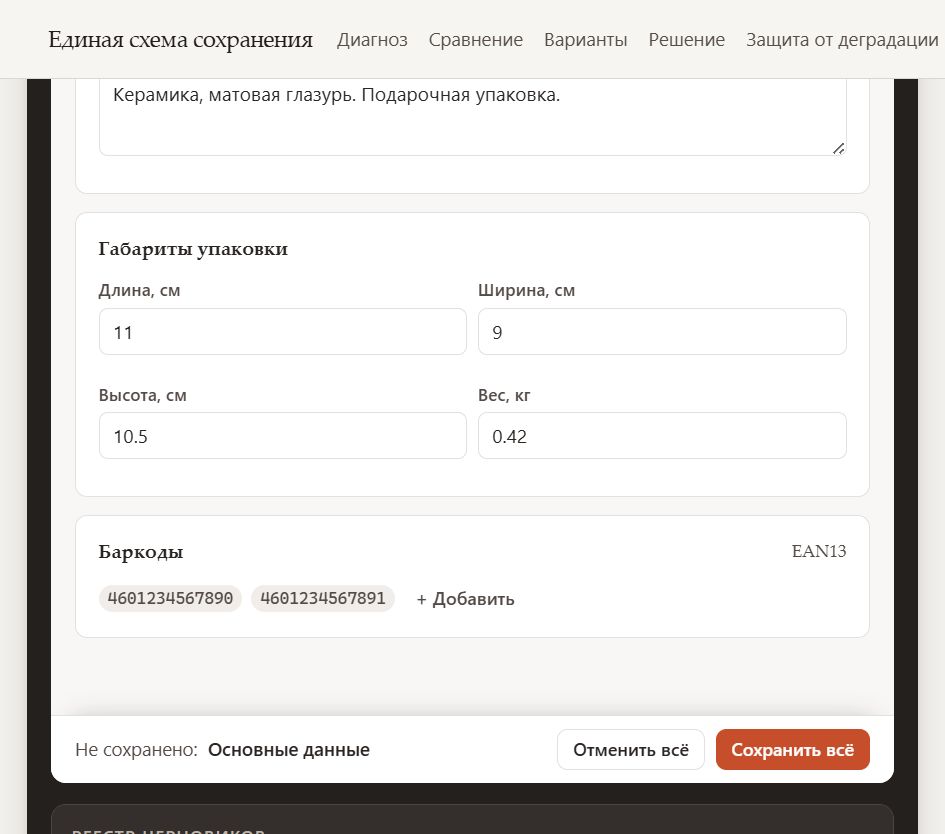 Единая схема сохранения Диагноз Сравнение Варианты Решение Защита от деградации
Керамика, матовая глазурь. Подарочная упаковка.
Габариты упаковки
Длина, см Ширина, см
11 9
Высота, см Вес, кг
10.5 0.42
Баркоды EAN13
4601234567890 4601234567891 + Добавить
Не сохранено: Основные данные Отменить всё Сохранить всё
РЕЕСТР ЧЕРНОВИКОВ